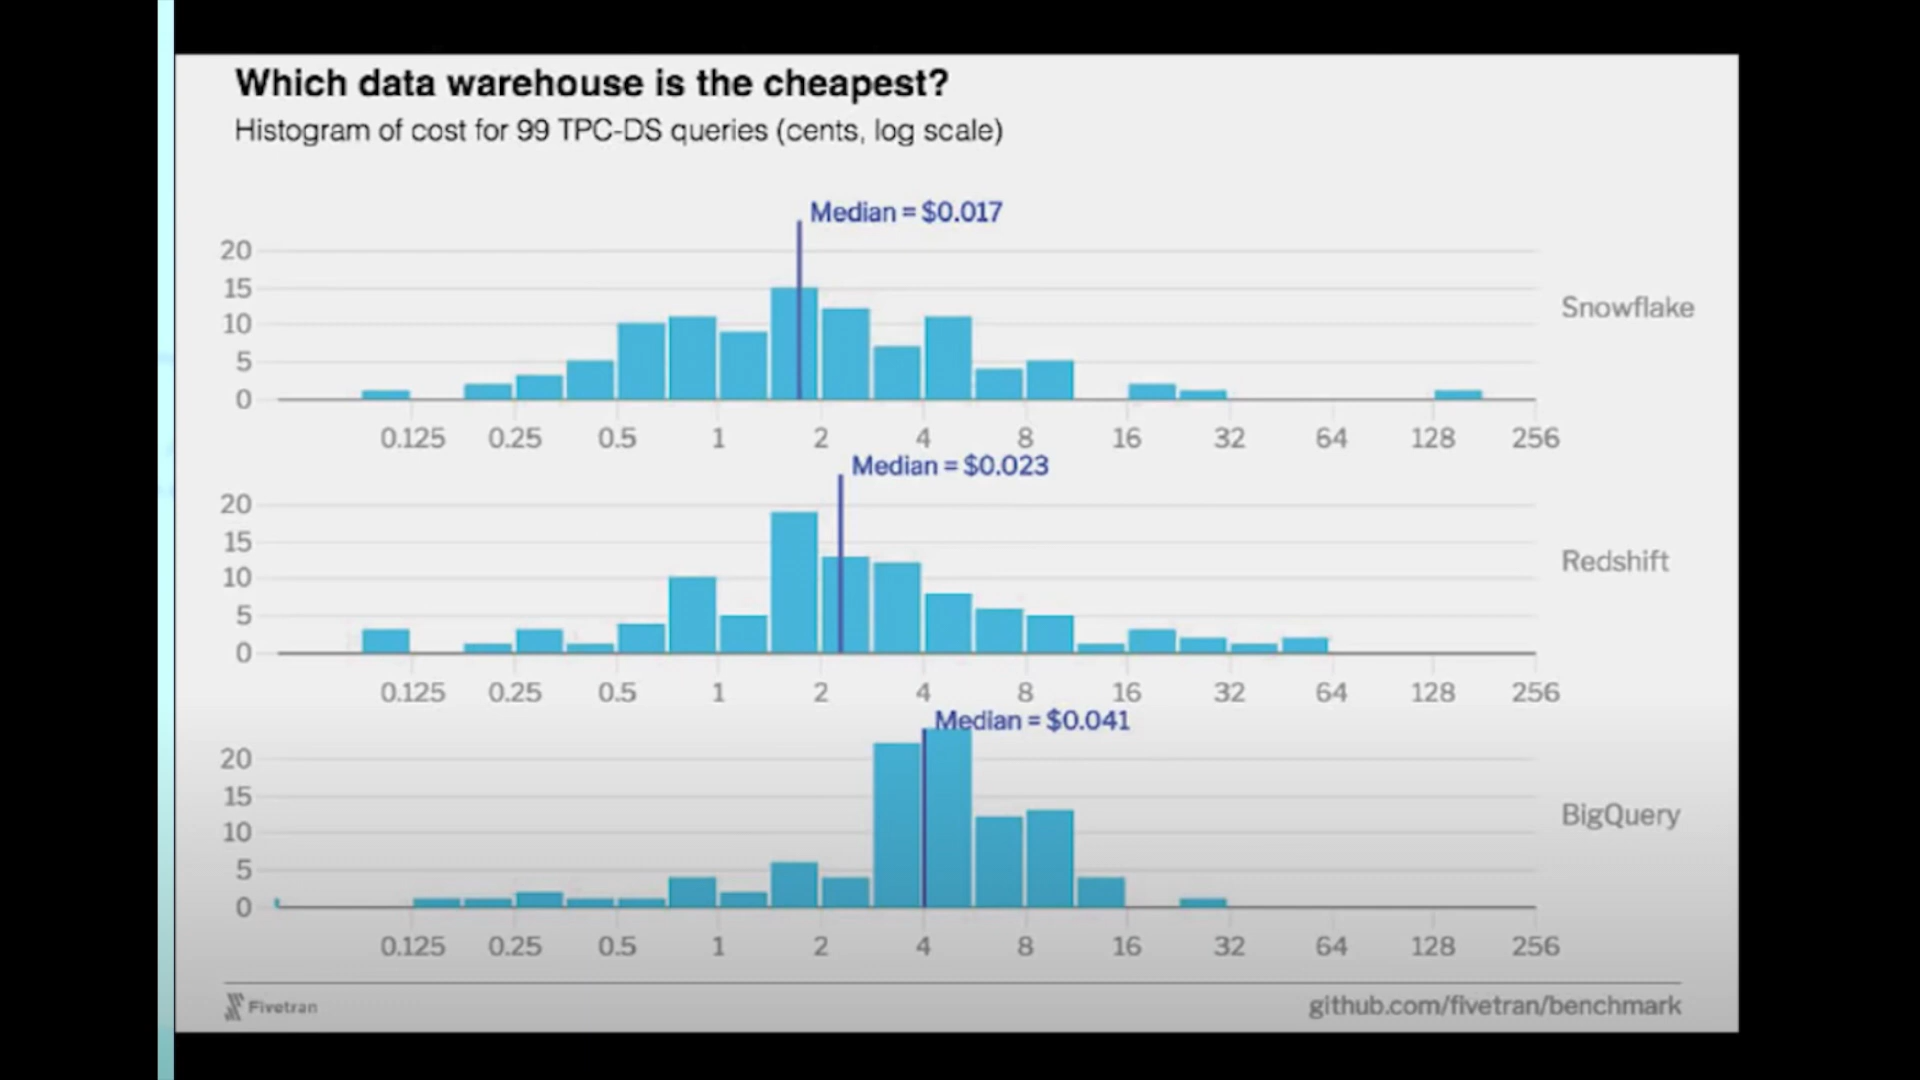 Which data warehouse is the cheapest?
Histogram of cost for 99 TPC-DS queries (cents, log scale)
Median = $0.017
20
15
10
5
0
Snowflake
0.125 0.25 0.5 1 2 4 8 16 32 64 128 256
Median = $0.023
20
15
10
5
0
Redshift
0.125 0.25 0.5 1 2 4 8 16 32 64 128 256
Median = $0.041
20
15
10
5
0
BigQuery
0.125 0.25 0.5 1 2 4 8 16 32 64 128 256
Fivetran
github.com/fivetran/benchmark